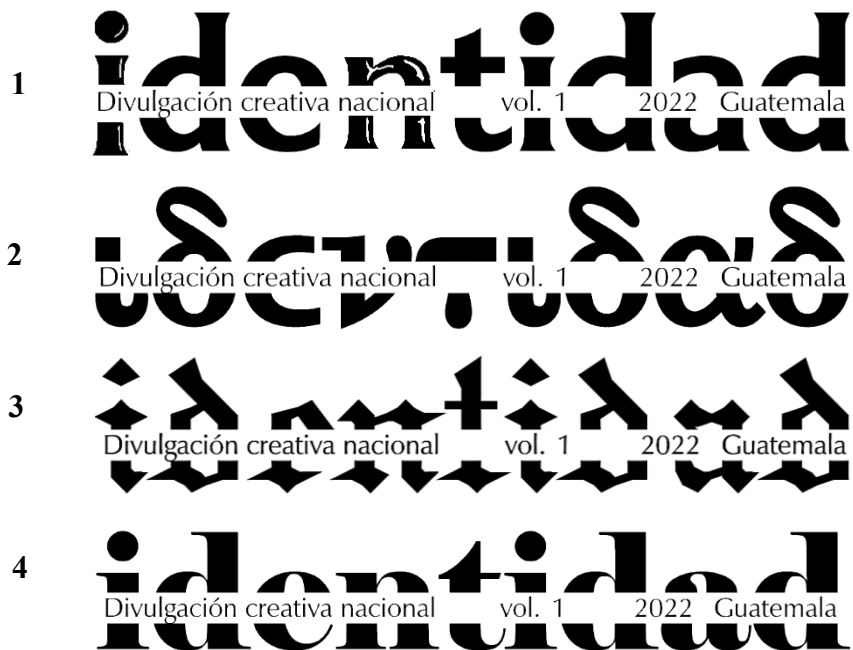 1 identidad
Divulgación creativa nacional vol. 1 2022 Guatemala
2 ιδεντιδαδ
Divulgación creativa nacional vol. 1 2022 Guatemala
3 identidad
Divulgación creativa nacional vol. 1 2022 Guatemala
4 identidad
Divulgación creativa nacional vol. 1 2022 Guatemala